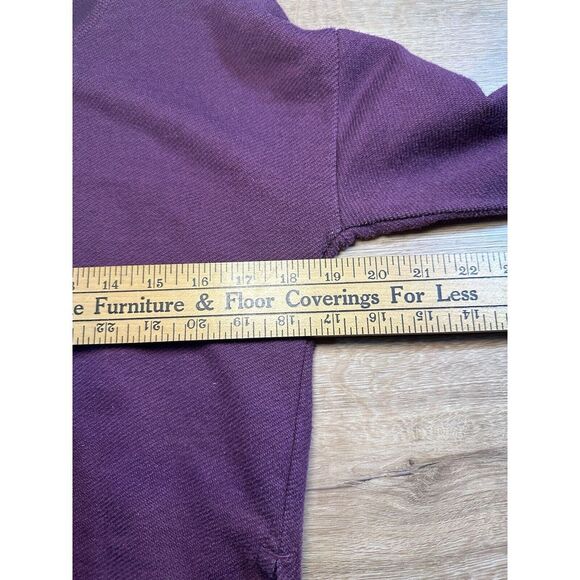 14 15 16 17 18 19 20 21 22
e Furniture & Floor Coverings For Less
22 21 20 19 18 17 16 15 14